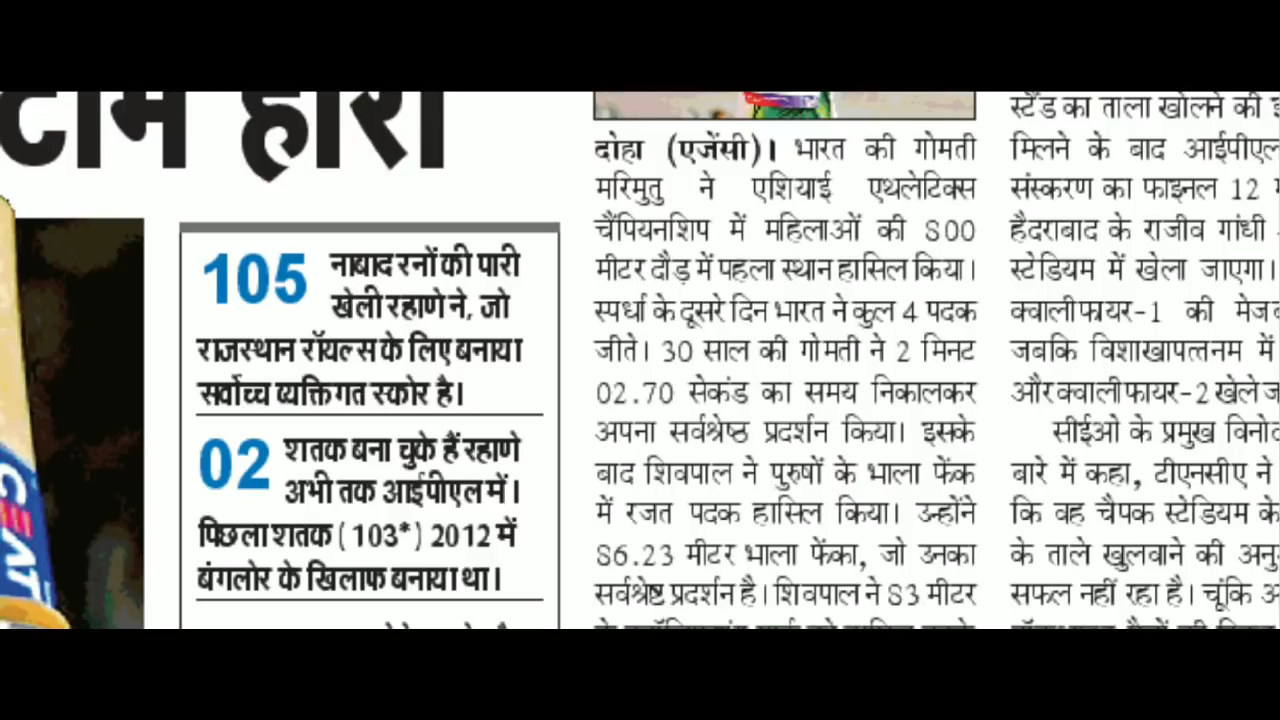 टीम हारी
105 नाबाद रनों की पारी
खेली रहाणे ने, जो
राजस्थान रॉयल्स के लिए बनाया
सर्वोच्च व्यक्तिगत स्कोर है।
02 शतक बना चुके हैं रहाणे
अभी तक आईपीएल में।
पिछला शतक (103*) 2012 में
बंगलोर के खिलाफ बनाया था।
CEAT
दोहा (एजेंसी)। भारत की गोमती
मरिमुतु ने एशियाई एथलेटिक्स
चैंपियनशिप में महिलाओं की 800
मीटर दौड़ में पहला स्थान हासिल किया।
स्पर्धा के दूसरे दिन भारत ने कुल 4 पदक
जीते। 30 साल की गोमती ने 2 मिनट
02.70 सेकंड का समय निकालकर
अपना सर्वश्रेष्ठ प्रदर्शन किया। इसके
बाद शिवपाल ने पुरुषों के भाला फेंक
में रजत पदक हासिल किया। उन्होंने
86.23 मीटर भाला फेंका, जो उनका
सर्वश्रेष्ट प्रदर्शन है। शिवपाल ने 83 मीटर
स्टैंड का ताला खोलने की
मिलने के बाद आईपीएल
संस्करण का फाइनल 12
हैदराबाद के राजीव गांधी
स्टेडियम में खेला जाएगा।
क्वालीफायर-1 की
जबकि विशाखापत्तनम में
और क्वालीफायर-2 खेले
सीईओ के प्रमुख
बारे में कहा, टीएनसीए ने
कि वह चैपक स्टेडियम के
के ताले खुलवाने की
सफल नहीं रहा है। चूंकि